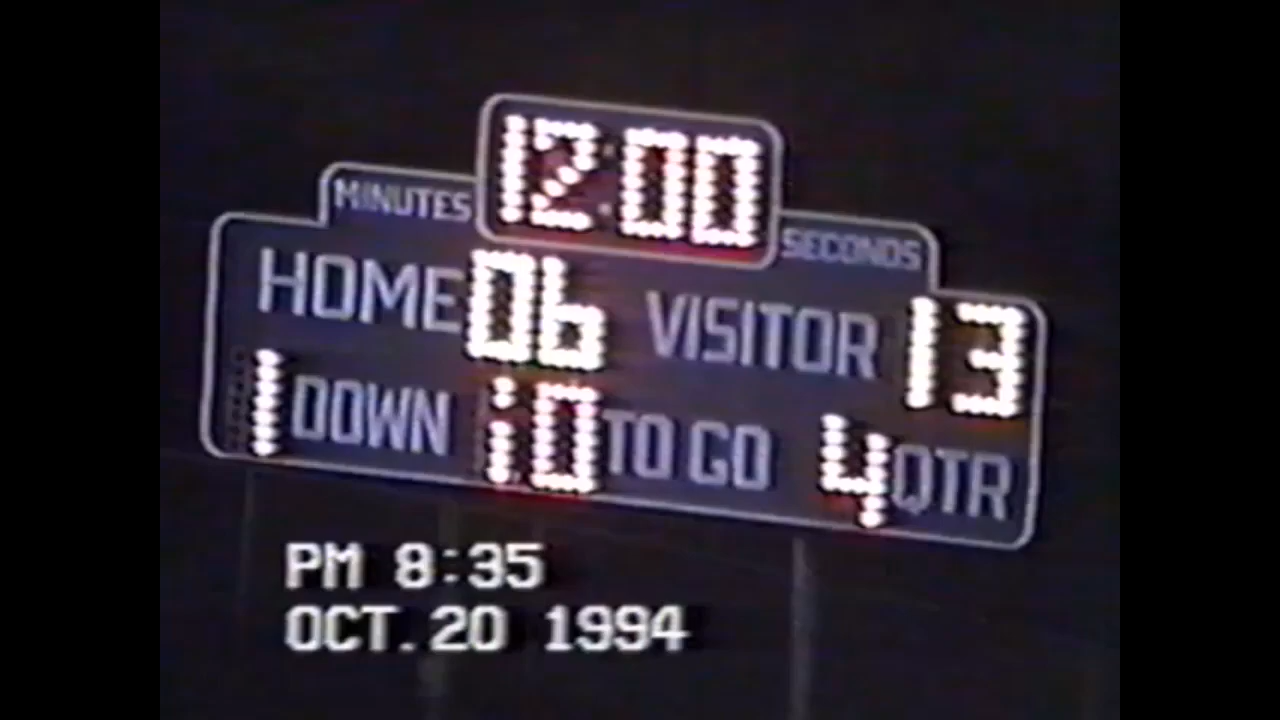 12:00
MINUTES SECONDS
HOME 06 VISITOR 13
1 DOWN 10 TO GO 4 QTR
PM 8:35
OCT. 20 1994